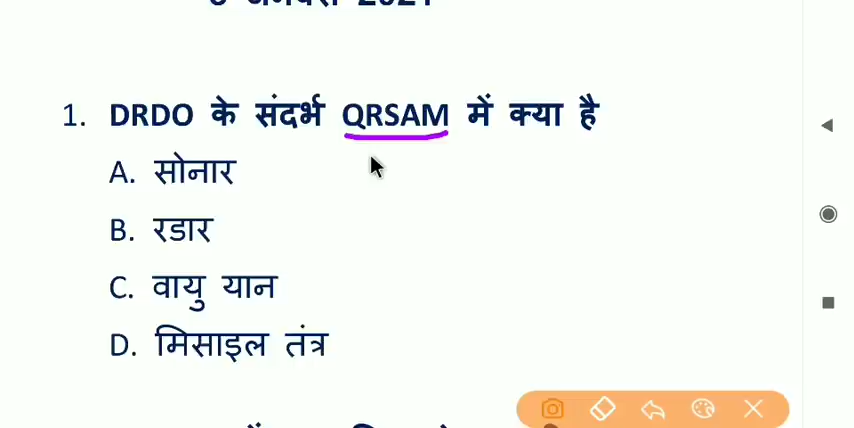 1. DRDO के संदर्भ QRSAM में क्या है
A. सोनार
B. रडार
C. वायु यान
D. मिसाइल तंत्र